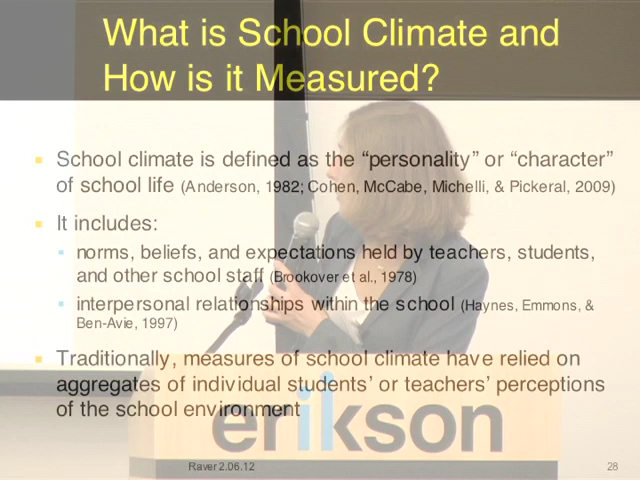 What is School Climate and
How is it Measured?
School climate is defined as the “personality” or “character”
of school life (Anderson, 1982; Cohen, McCabe, Michelli, & Pickeral, 2009)
It includes:
norms, beliefs, and expectations held by teachers, students,
and other school staff (Brookover et al., 1978)
interpersonal relationships within the school (Haynes, Emmons, &
Ben-Avie, 1997)
Traditionally, measures of school climate have relied on
aggregates of individual students’ or teachers’ perceptions
of the school environment
erikson
Raver 2.06.12
28